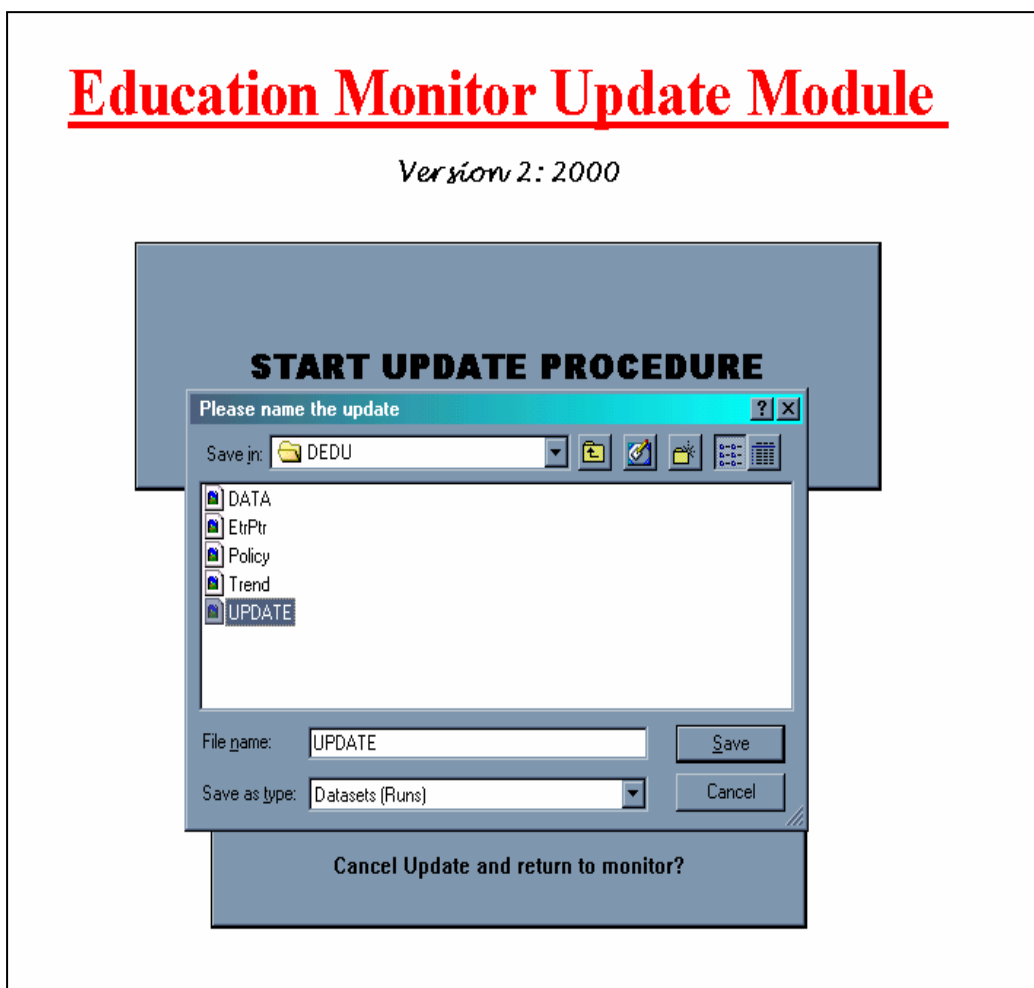 Education Monitor Update Module
Version 2: 2000
START UPDATE PROCEDURE
Please name the update
Save in: DEDU
DATA
EtrPtr
Policy
Trend
UPDATE
File name: UPDATE Save
Save as type: Datasets (Runs) Cancel
Cancel Update and return to monitor?